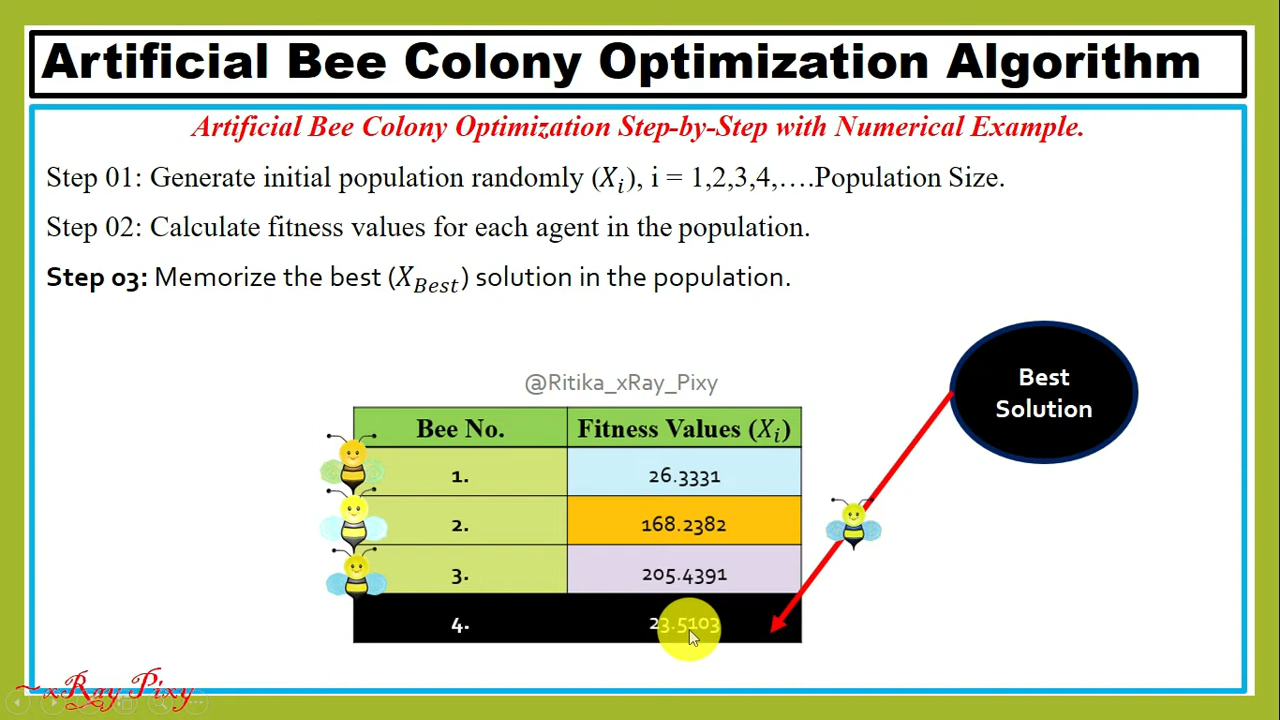 Artificial Bee Colony Optimization Algorithm
Artificial Bee Colony Optimization Step-by-Step with Numerical Example.
Step 01: Generate initial population randomly (Xᵢ), i = 1,2,3,4,….Population Size.
Step 02: Calculate fitness values for each agent in the population.
Step 03: Memorize the best (X_Best) solution in the population.
Best
Solution
@Ritika_xRay_Pixy
Bee No. Fitness Values (Xᵢ)
1. 26.3331
2. 168.2382
3. 205.4391
4. 23.5103
~xRay Pixy